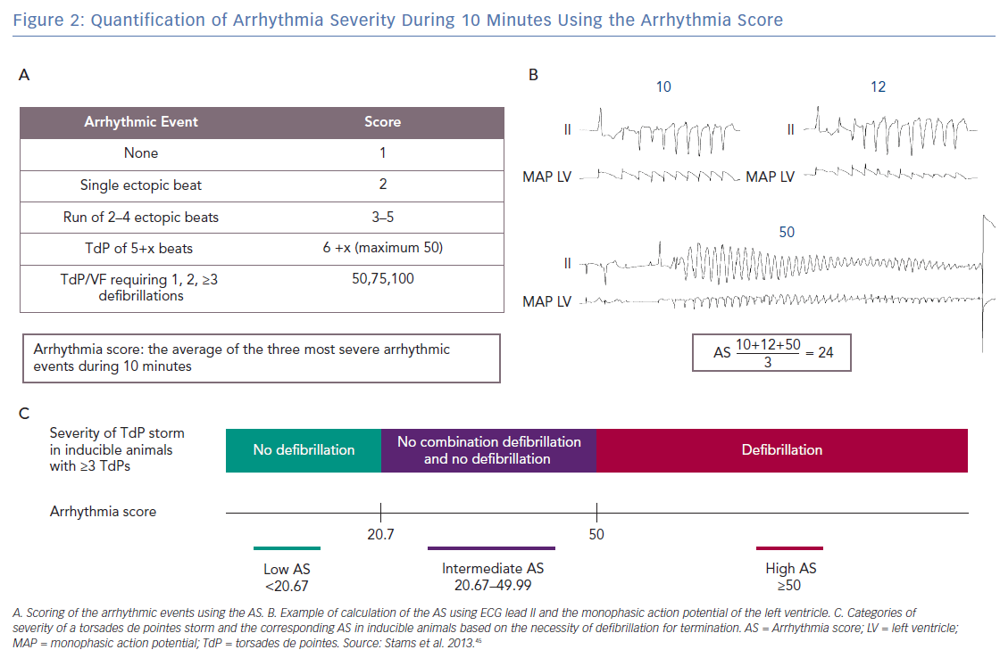 Figure 2: Quantification of Arrhythmia Severity During 10 Minutes Using the Arrhythmia Score
A
Arrhythmic Event Score
None 1
Single ectopic beat 2
Run of 2–4 ectopic beats 3–5
TdP of 5+x beats 6 +x (maximum 50)
TdP/VF requiring 1, 2, ≥3 50,75,100
defibrillations
Arrhythmia score: the average of the three most severe arrhythmic
events during 10 minutes
B
10 12
II II
MAP LV MAP LV
50
II
MAP LV
AS 10+12+50 = 24
3
C
Severity of TdP storm
in inducible animals
with ≥3 TdPs
No defibrillation
No combination defibrillation
and no defibrillation
Defibrillation
Arrhythmia score
20.7 50
Low AS Intermediate AS High AS
<20.67 20.67–49.99 ≥50
A. Scoring of the arrhythmic events using the AS. B. Example of calculation of the AS using ECG lead II and the monophasic action potential of the left ventricle. C. Categories of
severity of a torsades de pointes storm and the corresponding AS in inducible animals based on the necessity of defibrillation for termination. AS = Arrhythmia score; LV = left ventricle;
MAP = monophasic action potential; TdP = torsades de pointes. Source: Stams et al. 2013.⁴⁵